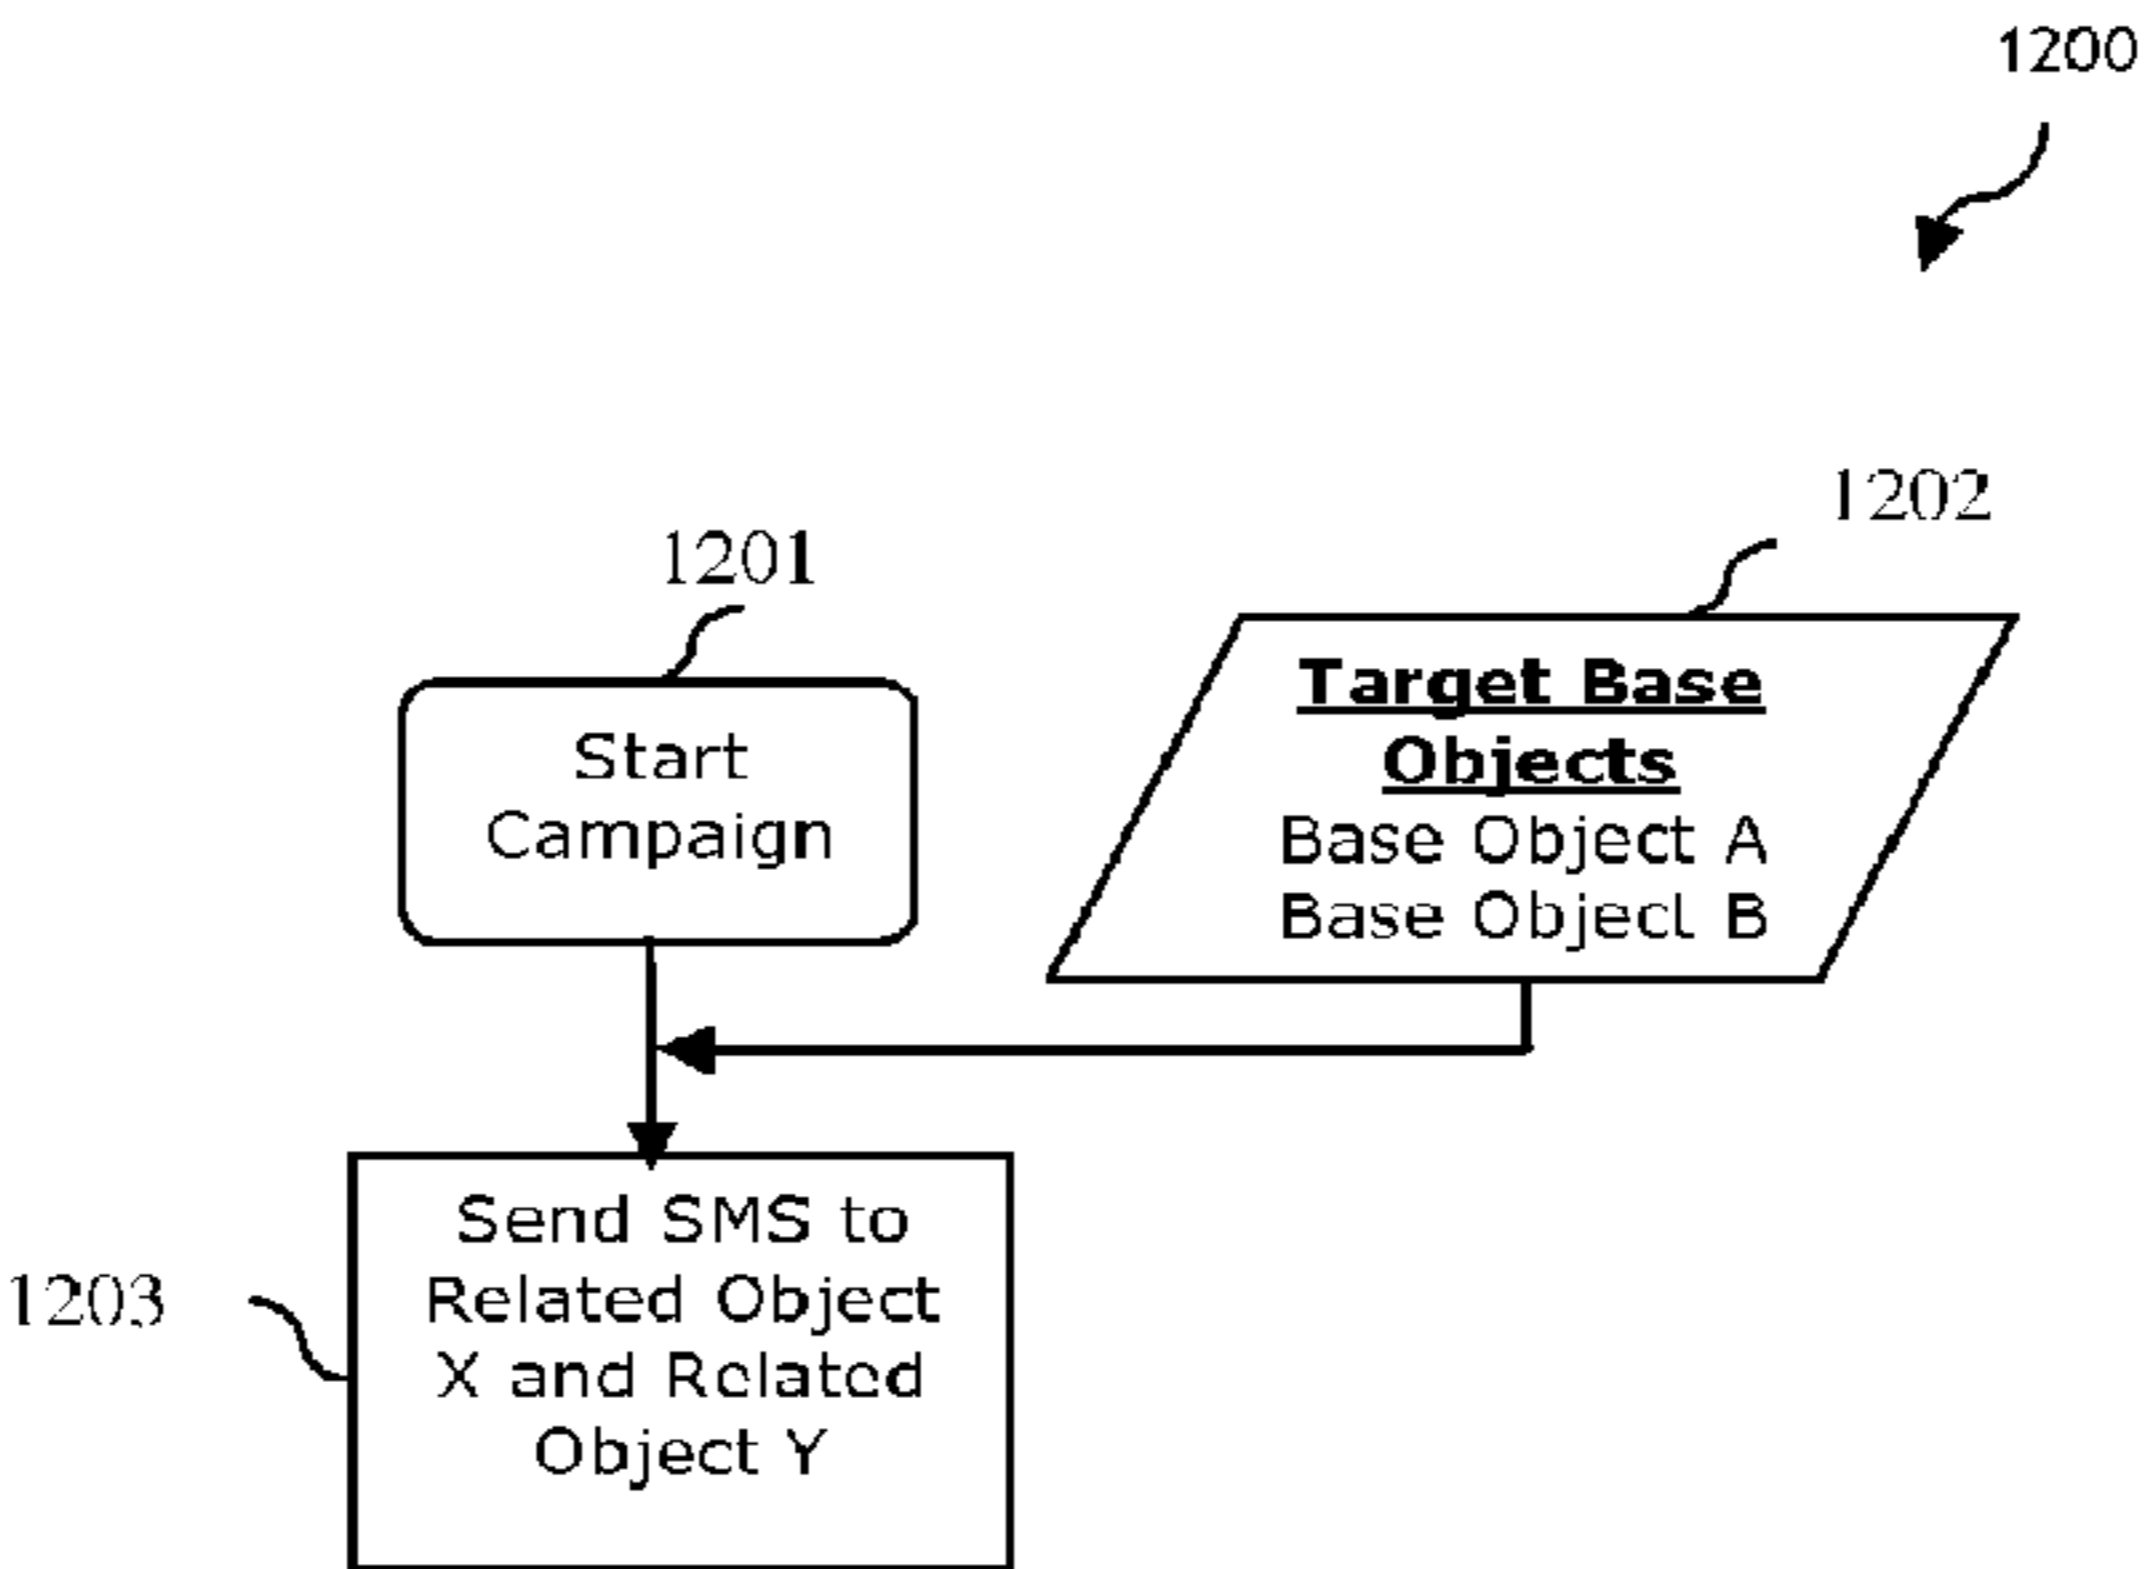 1200
1202
1201
Target Base
Objects
Base Object A
Base Object B
Start
Campaign
Send SMS to
Related Object
X and Related
Object Y
1203